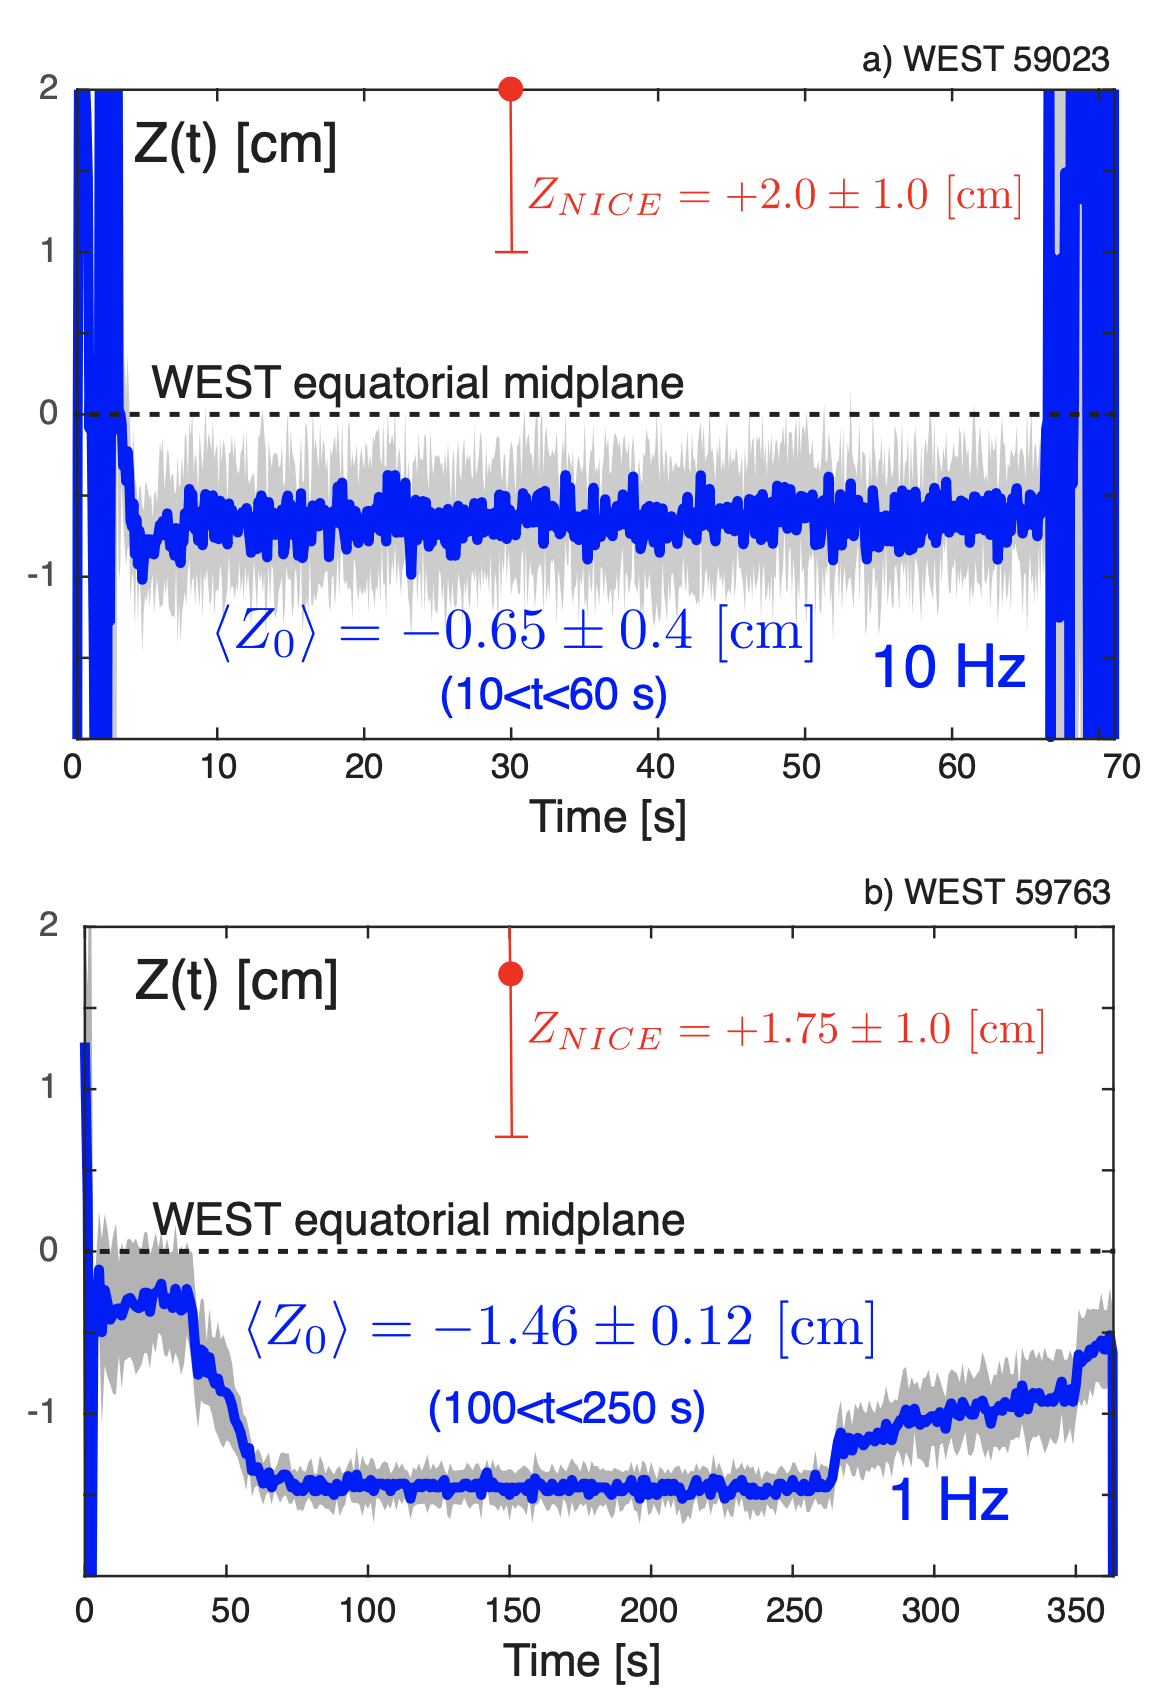 a) WEST 59023
2
Z(t) [cm]
Z_{NICE} = +2.0 ± 1.0 [cm]
1
WEST equatorial midplane
0
-1
⟨Z_0⟩ = −0.65 ± 0.4 [cm]
10 Hz
(10<t<60 s)
0 10 20 30 40 50 60 70
Time [s]
b) WEST 59763
2
Z(t) [cm]
Z_{NICE} = +1.75 ± 1.0 [cm]
1
WEST equatorial midplane
0
⟨Z_0⟩ = −1.46 ± 0.12 [cm]
-1
(100<t<250 s)
1 Hz
0 50 100 150 200 250 300 350
Time [s]